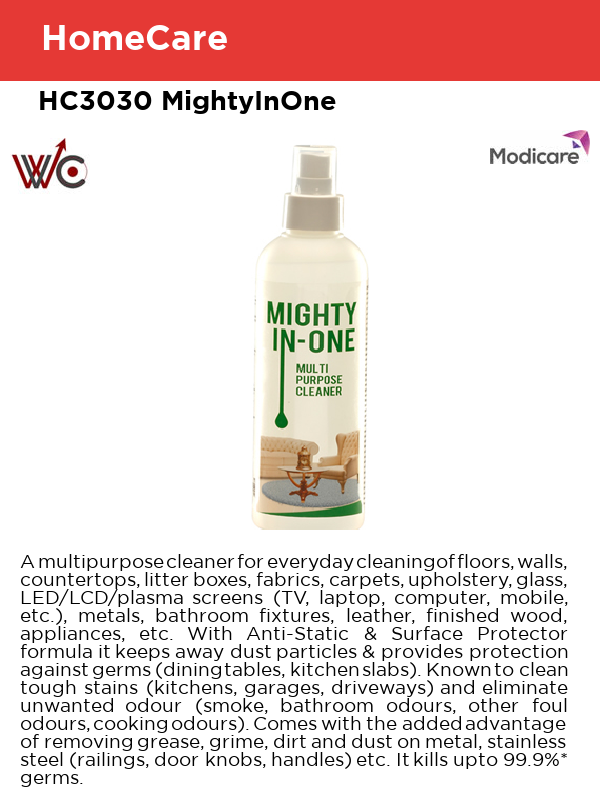 HomeCare
HC3030 MightyInOne
WC
Modicare
MIGHTY
IN-ONE
MULTI
PURPOSE
CLEANER
A multipurpose cleaner for everyday cleaning of floors, walls,
countertops, litter boxes, fabrics, carpets, upholstery, glass,
LED/LCD/plasma screens (TV, laptop, computer, mobile,
etc.), metals, bathroom fixtures, leather, finished wood,
appliances, etc. With Anti-Static & Surface Protector
formula it keeps away dust particles & provides protection
against germs (dining tables, kitchen slabs). Known to clean
tough stains (kitchens, garages, driveways) and eliminate
unwanted odour (smoke, bathroom odours, other foul
odours, cooking odours). Comes with the added advantage
of removing grease, grime, dirt and dust on metal, stainless
steel (railings, door knobs, handles) etc. It kills upto 99.9%*
germs.